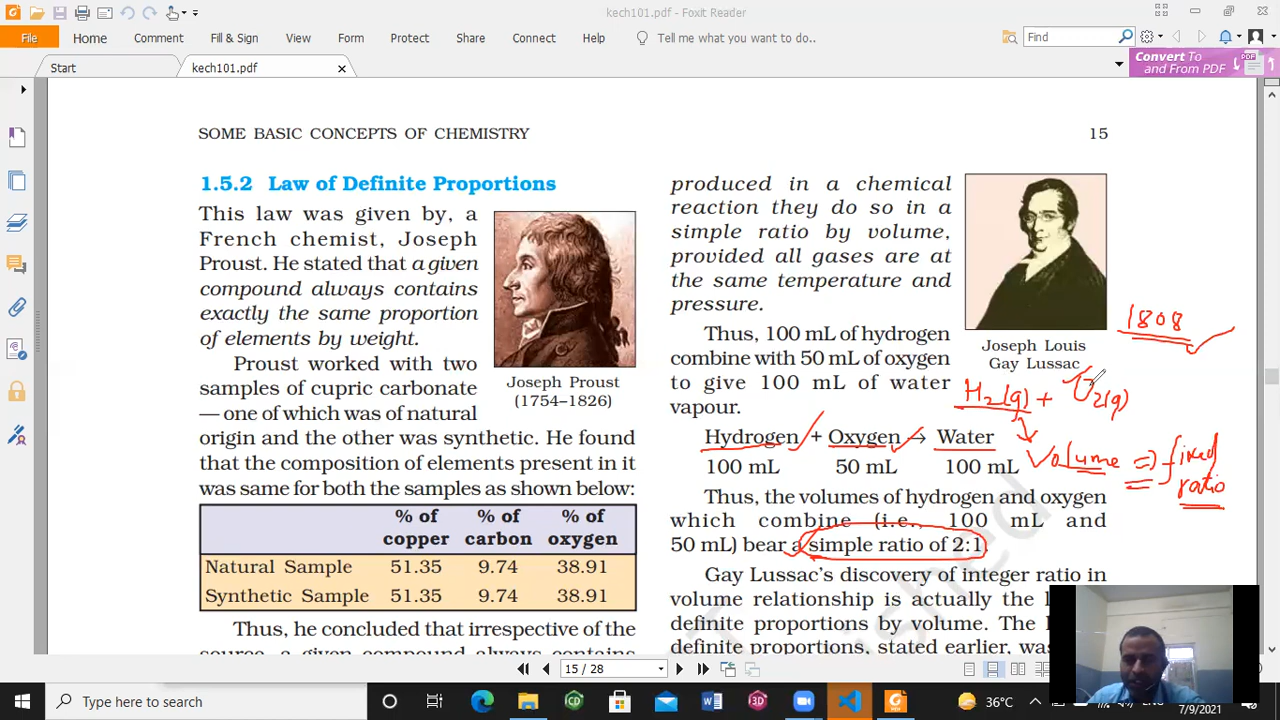 kech101.pdf - Foxit Reader
File Home Comment Fill & Sign View Form Protect Share Connect Help Tell me what you want to do.. Find
Start kech101.pdf
Convert To
and From PDF
SOME BASIC CONCEPTS OF CHEMISTRY 15
1.5.2 Law of Definite Proportions
This law was given by, a
French chemist, Joseph
Proust. He stated that a given
compound always contains
exactly the same proportion
of elements by weight.
Proust worked with two
samples of cupric carbonate
— one of which was of natural
origin and the other was synthetic. He found
that the composition of elements present in it
was same for both the samples as shown below:
Joseph Proust
(1754–1826)
% of % of % of
copper carbon oxygen
Natural Sample 51.35 9.74 38.91
Synthetic Sample 51.35 9.74 38.91
Thus, he concluded that irrespective of the
source, a given compound always contains
produced in a chemical
reaction they do so in a
simple ratio by volume,
provided all gases are at
the same temperature and
pressure.
Thus, 100 mL of hydrogen
combine with 50 mL of oxygen
to give 100 mL of water
vapour.
Joseph Louis
Gay Lussac
1808
H2(g) + O2(g)
Hydrogen + Oxygen → Water
100 mL 50 mL 100 mL
Volume => fixed
ratio
Thus, the volumes of hydrogen and oxygen
which combine (i.e., 100 mL and
50 mL) bear a simple ratio of 2:1.
Gay Lussac's discovery of integer ratio in
volume relationship is actually the
definite proportions by volume. The
definite proportions, stated earlier, was
15 / 28
Type here to search
36°C
ENG
7/9/2021